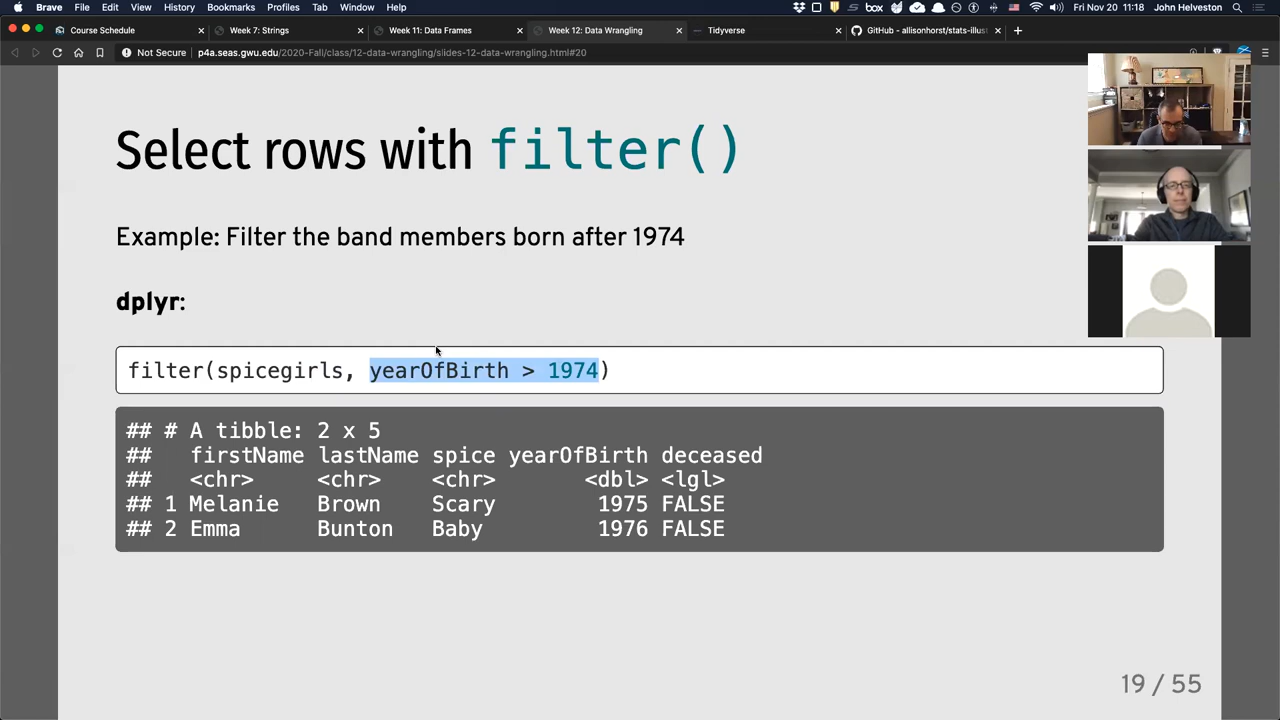 Brave File Edit View History Bookmarks Profiles Tab Window Help box Fri Nov 20 11:18 John Helveston
Course Schedule Week 7: Strings Week 11: Data Frames Week 12: Data Wrangling Tidyverse GitHub - allisonhorst/stats-illust
Not Secure p4a.seas.gwu.edu/2020-Fall/class/12-data-wrangling/slides-12-data-wrangling.html#20
Select rows with filter()
Example: Filter the band members born after 1974
dplyr:
filter(spicegirls, yearOfBirth > 1974)
## # A tibble: 2 x 5
## firstName lastName spice yearOfBirth deceased
## <chr> <chr> <chr> <dbl> <lgl>
## 1 Melanie Brown Scary 1975 FALSE
## 2 Emma Bunton Baby 1976 FALSE
19 / 55